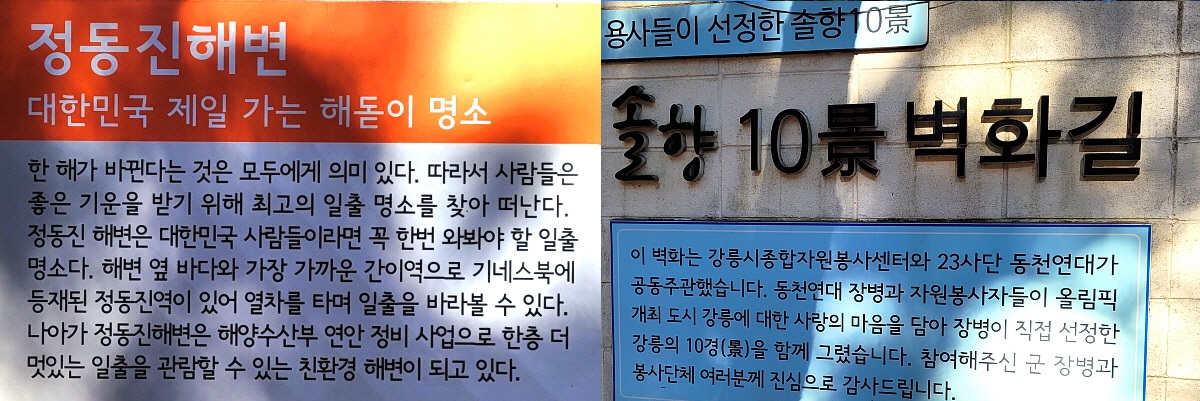 정동진해변
대한민국 제일 가는 해돋이 명소
한 해가 바뀐다는 것은 모두에게 의미 있다. 따라서 사람들은
좋은 기운을 받기 위해 최고의 일출 명소를 찾아 떠난다.
정동진 해변은 대한민국 사람들이라면 꼭 한번 와봐야 할 일출
명소다. 해변 옆 바다와 가장 가까운 간이역으로 기네스북에
등재된 정동진역이 있어 열차를 타며 일출을 바라볼 수 있다.
나아가 정동진해변은 해양수산부 연안 정비 사업으로 한층 더
멋있는 일출을 관람할 수 있는 친환경 해변이 되고 있다.
용사들이 선정한 솔향10景
솔향 10景 벽화길
이 벽화는 강릉시종합자원봉사센터와 23사단 동천연대가
공동주관했습니다. 동천연대 장병과 자원봉사자들이 올림픽
개최 도시 강릉에 대한 사랑의 마음을 담아 장병이 직접 선정한
강릉의 10경(景)을 함께 그렸습니다. 참여해주신 군 장병과
봉사단체 여러분께 진심으로 감사드립니다.